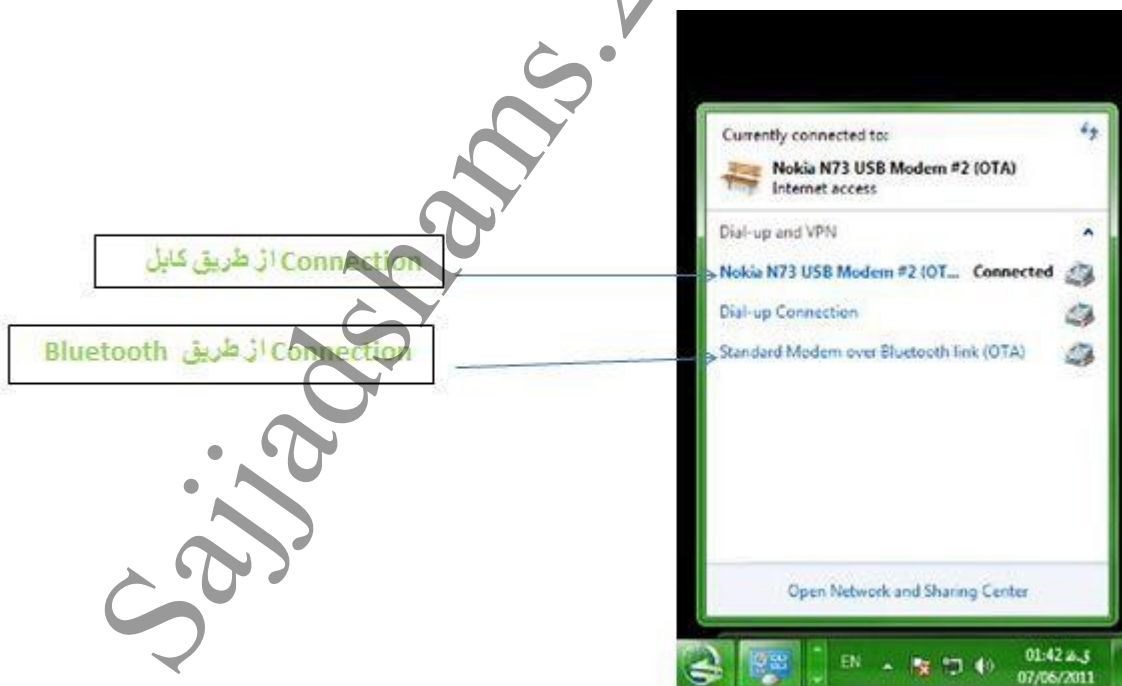 Currently connected to:
Nokia N73 USB Modem #2 (OTA)
Internet access
Dial-up and VPN
Connection از طریق کابل
Nokia N73 USB Modem #2 (OT... Connected
Dial-up Connection
Connection از طریق Bluetooth
Standard Modem over Bluetooth link (OTA)
Open Network and Sharing Center
EN
01:42 ق.ظ
07/06/2011
Sajjadshams.